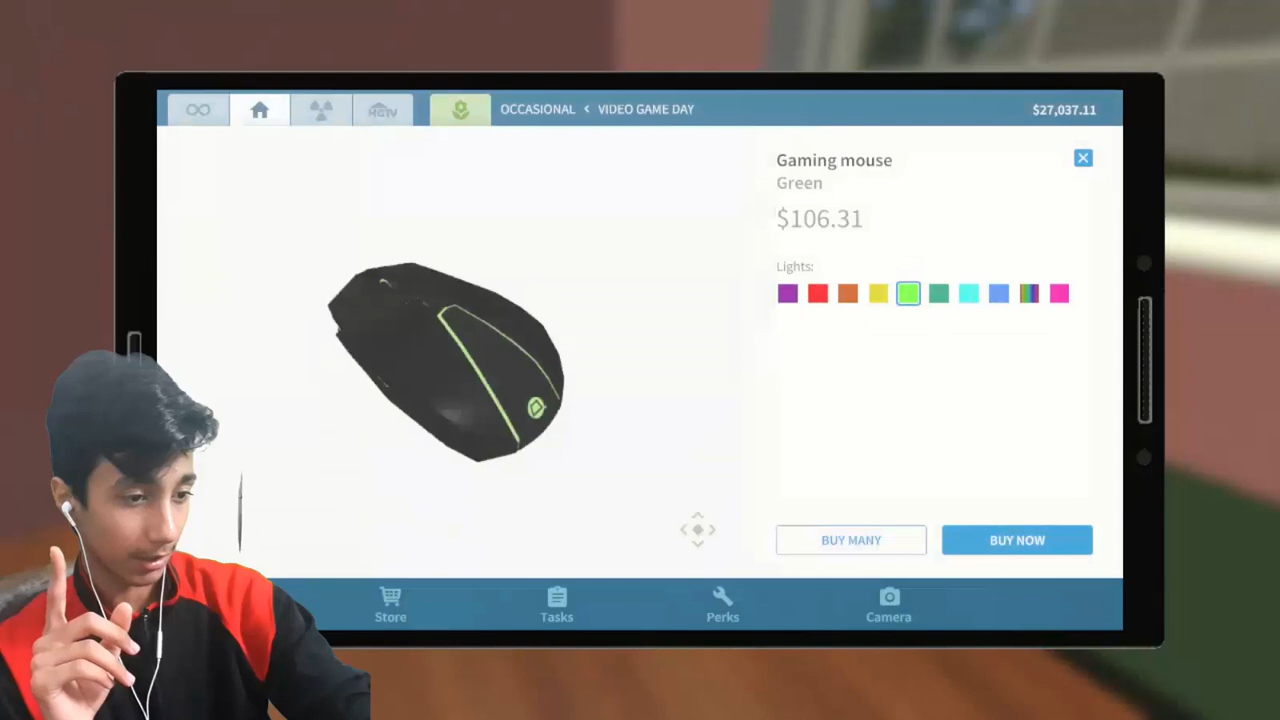 HGTV
OCCASIONAL < VIDEO GAME DAY
$27,037.11
Gaming mouse
Green
$106.31
Lights:
BUY MANY
BUY NOW
Store
Tasks
Perks
Camera